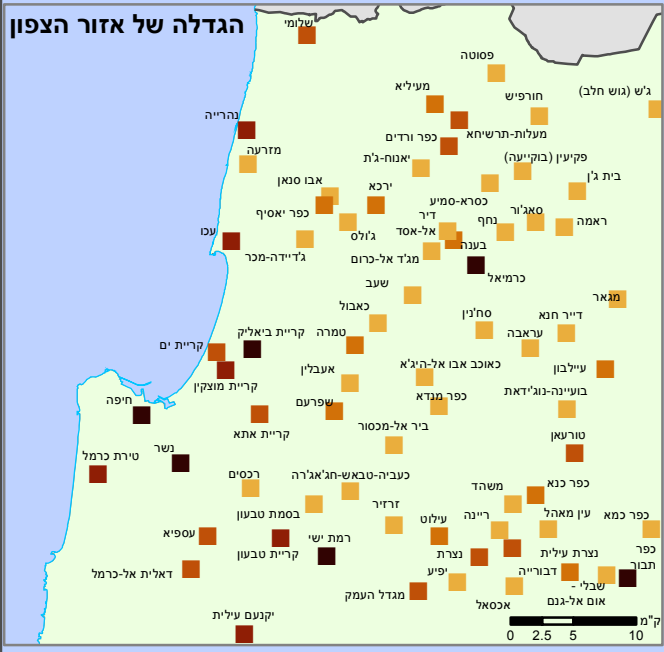 הגדלה של אזור הצפון
שלומי
פסוטה
ג'ש (גוש חלב)
מעיליא
חורפיש
נהרייה
מעלות-תרשיחא
כפר ורדים
מזרעה
יאנוח-ג'ת
פקיעין (בוקייעה)
בית ג'ן
אבו סנאן
ירכא
כסרא-סמיע
כפר יאסיף
סאג'ור
ראמה
נחף
דיר
אל-אסד
ג'ולס
עכו
ג'דיידה-מכר
בענה
מג'ד אל-כרום
כרמיאל
שעב
מגאר
כאבול
סח'נין
דייר חנא
עראבה
קריית ביאליק
טמרה
קריית ים
כאוכב אבו אל-היג'א
עיילבון
אעבלין
קריית מוצקין
חיפה
שפרעם
כפר מנדא
בועיינה-נוג'ידאת
קריית אתא
ביר אל-מכסור
טורעאן
נשר
טירת כרמל
רכסים
כעביה-טבאש-חג'אג'רה
משהד
כפר כנא
כפר כמא
בסמת טבעון
זרזיר
עילוט
ריינה
עין מאהל
עספיא
קריית טבעון
רמת ישי
נצרת
נצרת עילית
כפר
תבור
דאלית אל-כרמל
יפיע
דבורייה
שבלי -
אום אל-גנם
מגדל העמק
אכסאל
יקנעם עילית
ק"מ
0 2.5 5 10